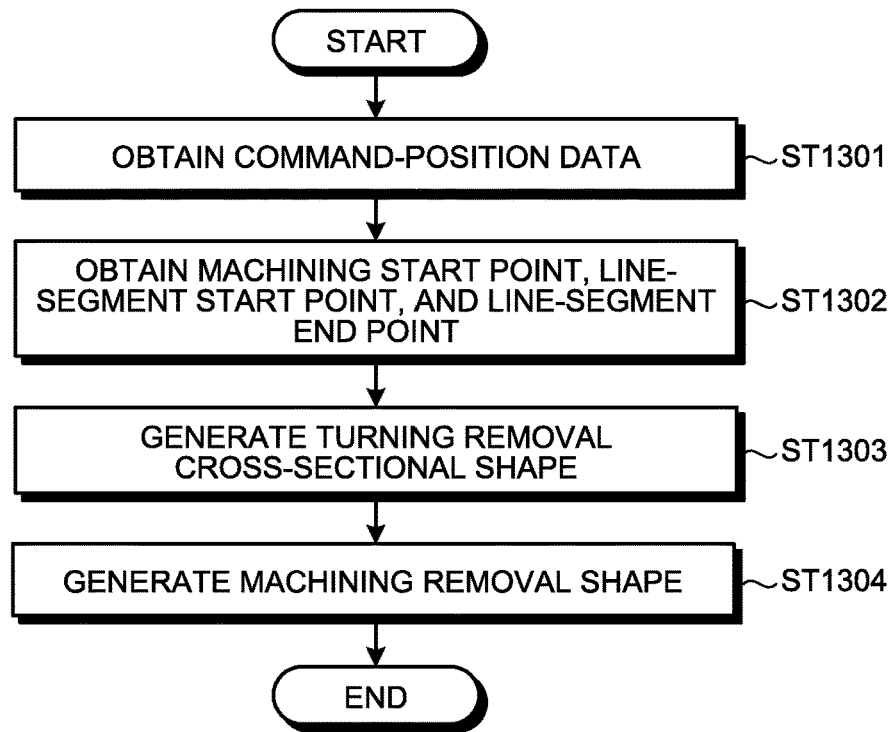 START
OBTAIN COMMAND-POSITION DATA
ST1301
OBTAIN MACHINING START POINT, LINE-
SEGMENT START POINT, AND LINE-SEGMENT
END POINT
ST1302
GENERATE TURNING REMOVAL
CROSS-SECTIONAL SHAPE
ST1303
GENERATE MACHINING REMOVAL SHAPE
ST1304
END